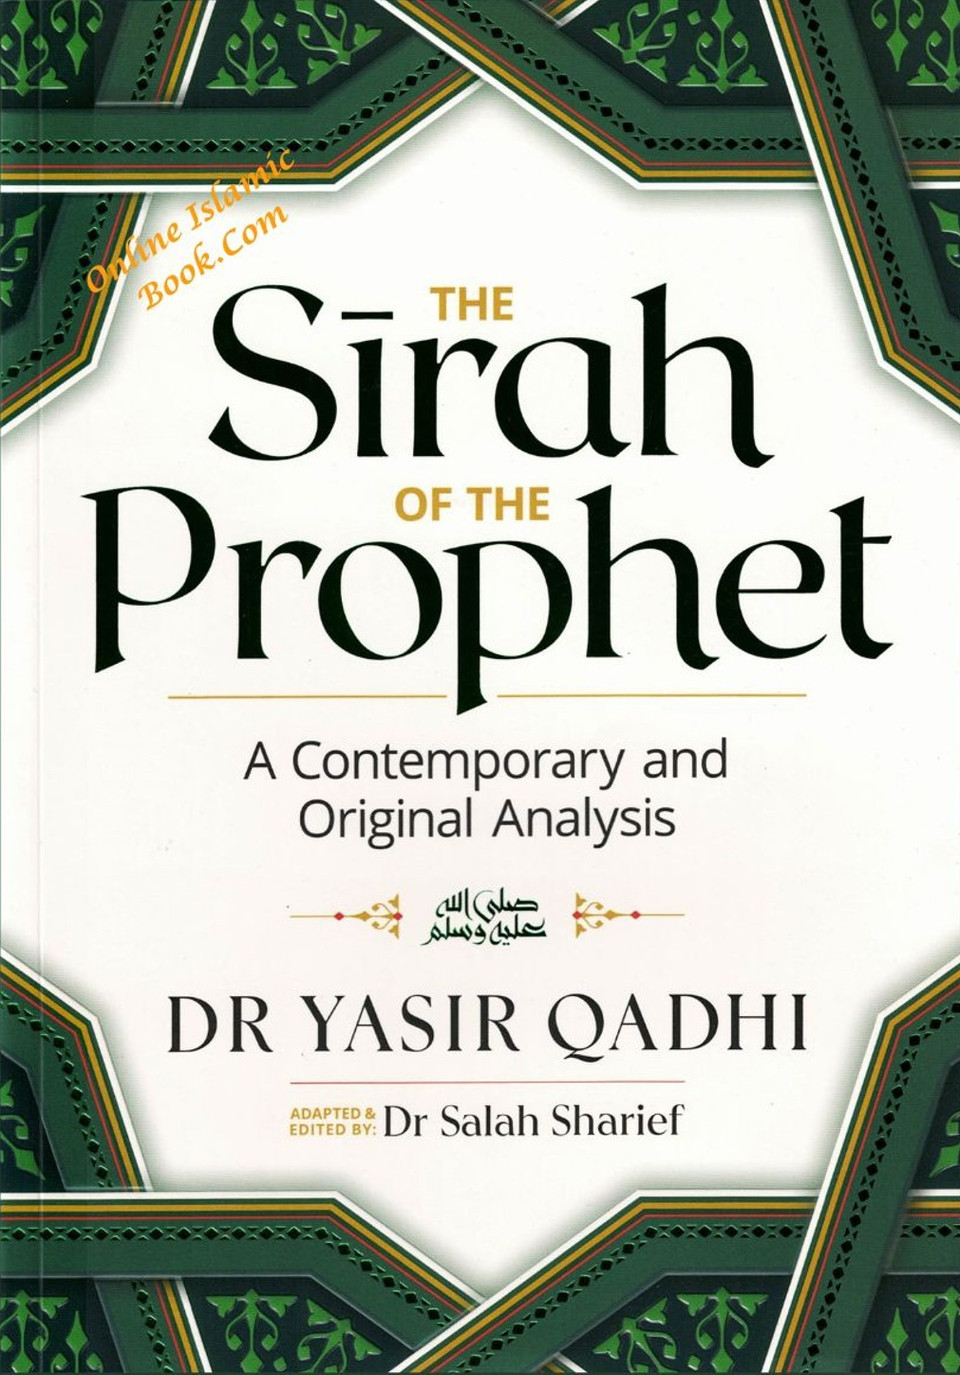 Online Islamic
Book.Com
THE
Sīrah
OF THE
Prophet
A Contemporary and
Original Analysis
صلى الله
عليه وسلم
DR YASIR QADHI
ADAPTED &
EDITED BY: Dr Salah Sharief